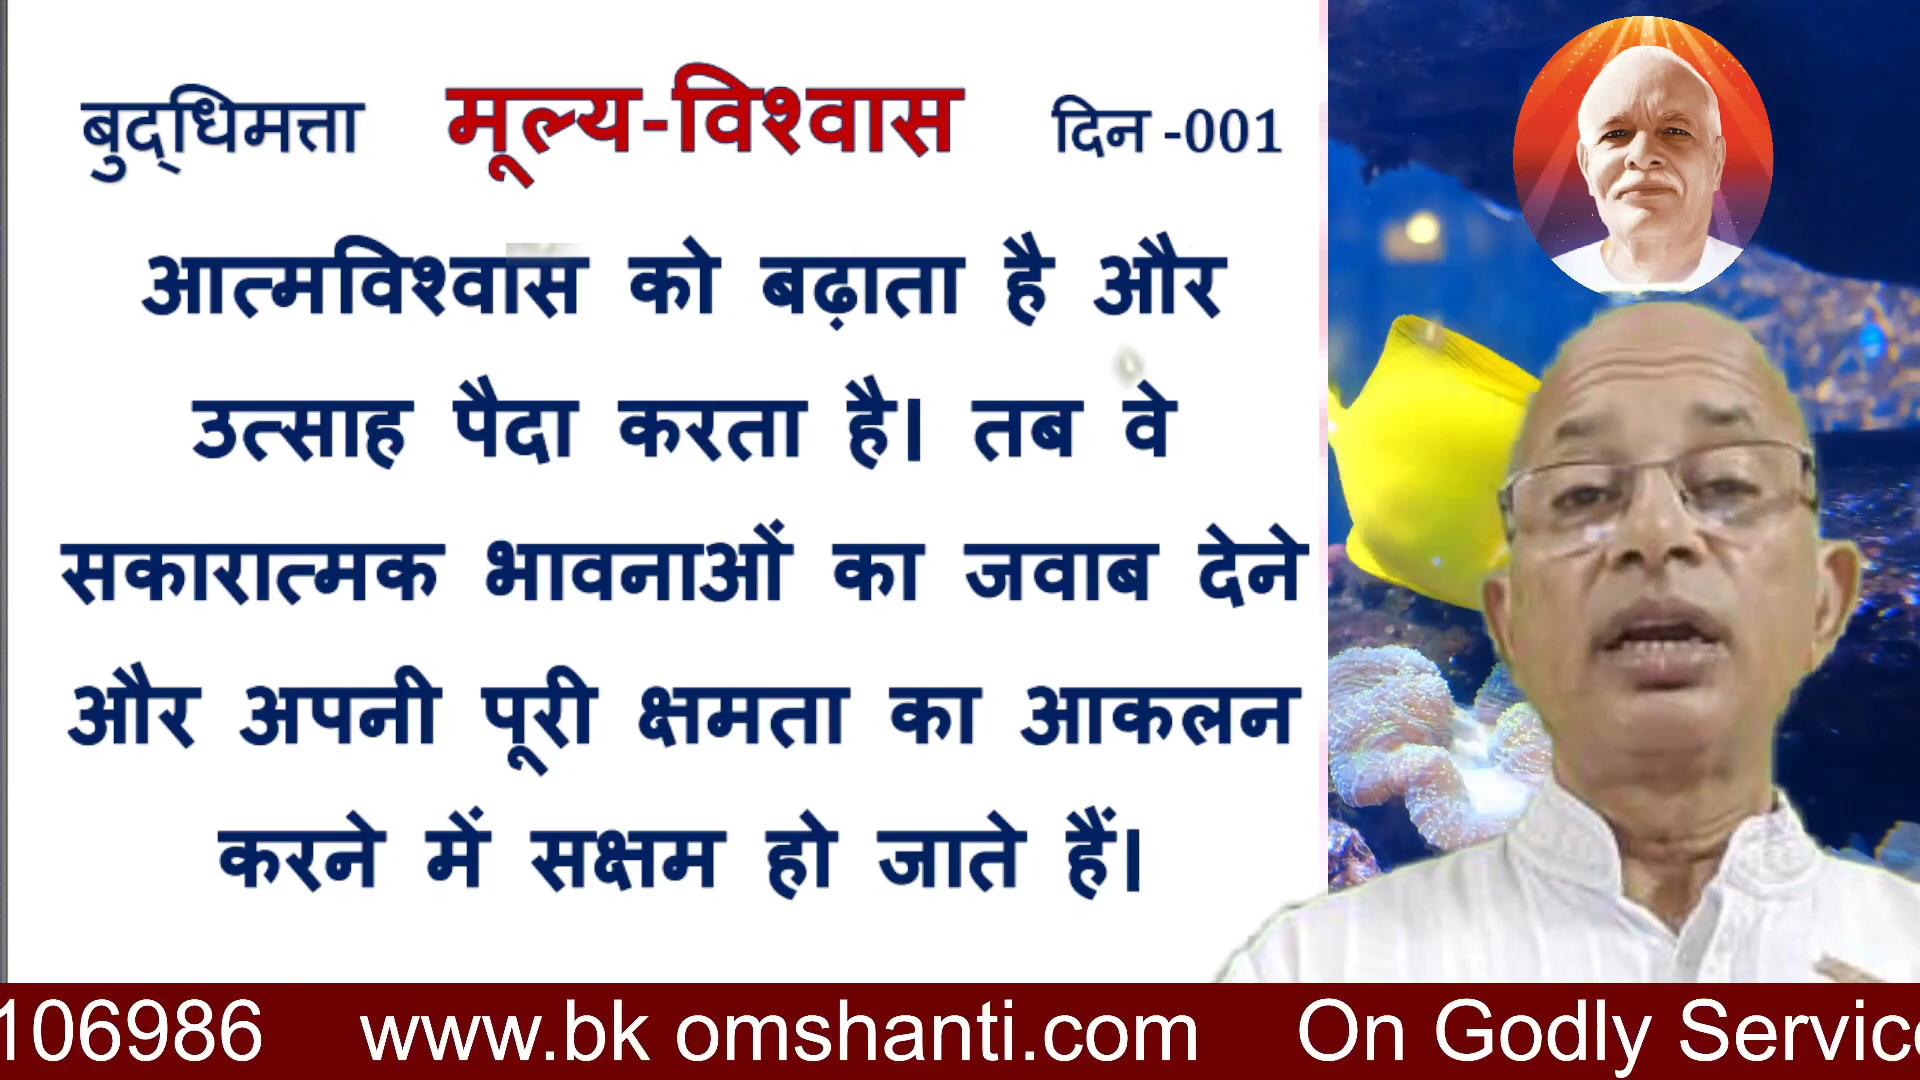 बुद्धिमत्ता मूल्य-विश्वास दिन -001
आत्मविश्वास को बढ़ाता है और
उत्साह पैदा करता है। तब वे
सकारात्मक भावनाओं का जवाब देने
और अपनी पूरी क्षमता का आकलन
करने में सक्षम हो जाते हैं।
106986 www.bk omshanti.com On Godly Service